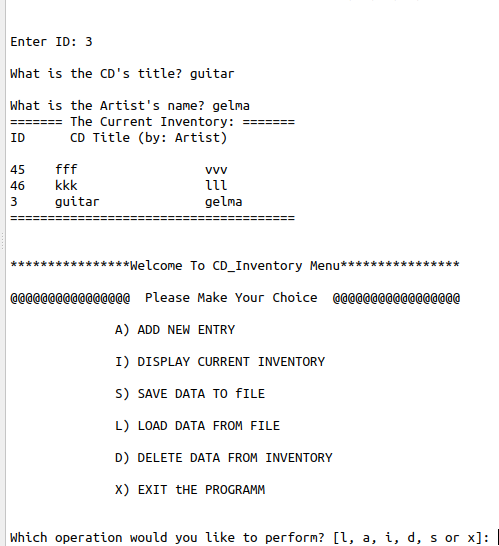 Enter ID: 3
What is the CD's title? guitar
What is the Artist's name? gelma
======= The Current Inventory: =======
ID      CD Title (by: Artist)
45    fff                 vvv
46    kkk                 lll
3     guitar              gelma
======================================
****************Welcome To CD_Inventory Menu****************
@@@@@@@@@@@@@@@@  Please Make Your Choice  @@@@@@@@@@@@@@@@@
A) ADD NEW ENTRY
I) DISPLAY CURRENT INVENTORY
S) SAVE DATA TO fILE
L) LOAD DATA FROM FILE
D) DELETE DATA FROM INVENTORY
X) EXIT tHE PROGRAMM
Which operation would you like to perform? [l, a, i, d, s or x]: